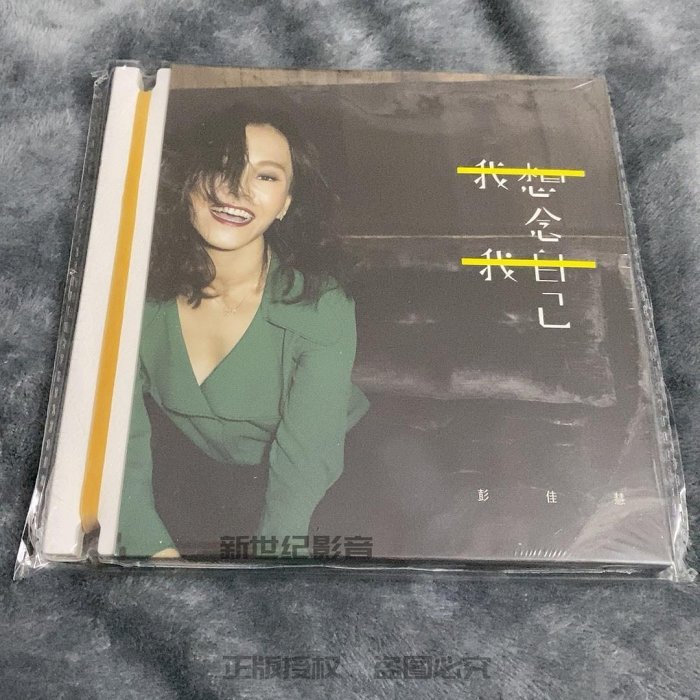 我想念
我自己
彭佳慧
新世纪影音
正版授权 盗图必究